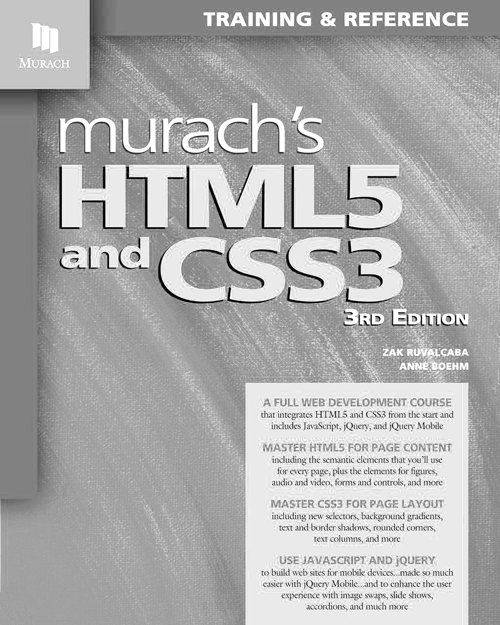 TRAINING & REFERENCE
MURACH
murach's
HTML5
and CSS3
3RD EDITION
ZAK RUVALCABA
ANNE BOEHM
A FULL WEB DEVELOPMENT COURSE
that integrates HTML5 and CSS3 from the start and
includes JavaScript, jQuery, and jQuery Mobile
MASTER HTML5 FOR PAGE CONTENT
including the semantic elements that you'll use
for every page, plus the elements for figures,
audio and video, forms and controls, and more
MASTER CSS3 FOR PAGE LAYOUT
including new selectors, background gradients,
text and border shadows, rounded corners,
text columns, and more
USE JAVASCRIPT AND jQUERY
to build web sites for mobile devices...made so much
easier with jQuery Mobile...and to enhance the user
experience with image swaps, slide shows,
accordions, and much more